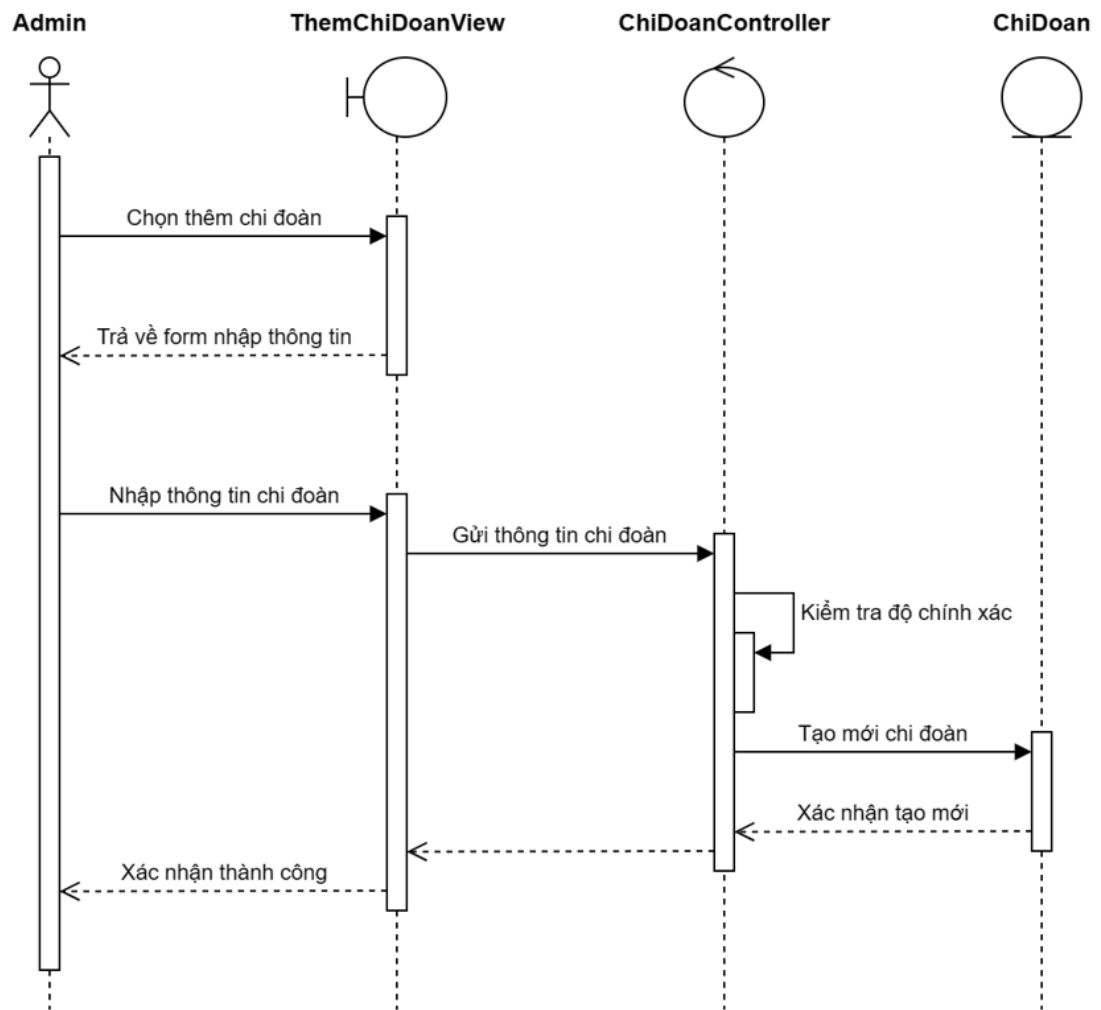 Admin
ThemChiDoanView
ChiDoanController
ChiDoan
Chọn thêm chi đoàn
Trả về form nhập thông tin
Nhập thông tin chi đoàn
Gửi thông tin chi đoàn
Kiểm tra độ chính xác
Tạo mới chi đoàn
Xác nhận tạo mới
Xác nhận thành công